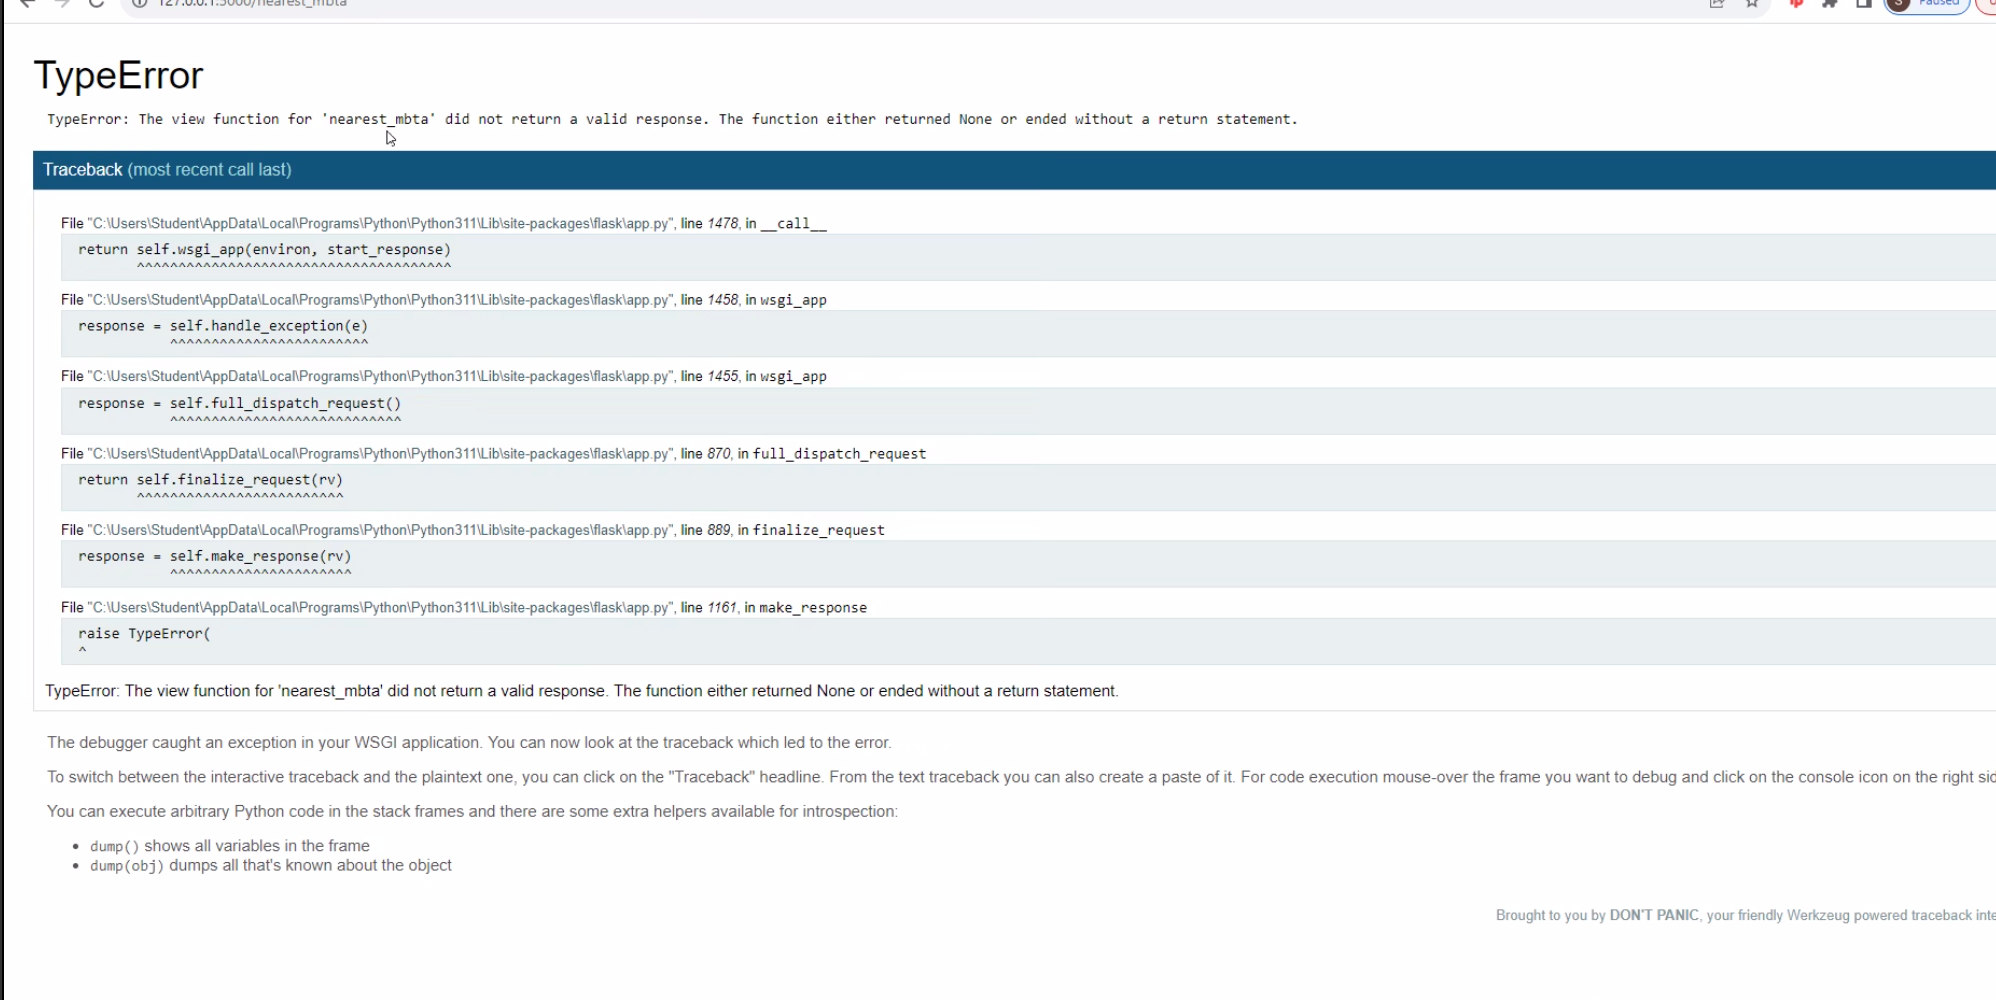 127.0.0.1:5000/nearest_mbta
S Paused
TypeError
TypeError: The view function for 'nearest_mbta' did not return a valid response. The function either returned None or ended without a return statement.
Traceback (most recent call last)
File "C:\Users\Student\AppData\Local\Programs\Python\Python311\Lib\site-packages\flask\app.py", line 1478, in __call__
return self.wsgi_app(environ, start_response)
^^^^^^^^^^^^^^^^^^^^^^^^^^^^^^^^^^^^^^
File "C:\Users\Student\AppData\Local\Programs\Python\Python311\Lib\site-packages\flask\app.py", line 1458, in wsgi_app
response = self.handle_exception(e)
^^^^^^^^^^^^^^^^^^^^^^^^
File "C:\Users\Student\AppData\Local\Programs\Python\Python311\Lib\site-packages\flask\app.py", line 1455, in wsgi_app
response = self.full_dispatch_request()
^^^^^^^^^^^^^^^^^^^^^^^^^^^^
File "C:\Users\Student\AppData\Local\Programs\Python\Python311\Lib\site-packages\flask\app.py", line 870, in full_dispatch_request
return self.finalize_request(rv)
^^^^^^^^^^^^^^^^^^^^^^^^^
File "C:\Users\Student\AppData\Local\Programs\Python\Python311\Lib\site-packages\flask\app.py", line 889, in finalize_request
response = self.make_response(rv)
^^^^^^^^^^^^^^^^^^^^^^
File "C:\Users\Student\AppData\Local\Programs\Python\Python311\Lib\site-packages\flask\app.py", line 1161, in make_response
raise TypeError(
^
TypeError: The view function for 'nearest_mbta' did not return a valid response. The function either returned None or ended without a return statement.
The debugger caught an exception in your WSGI application. You can now look at the traceback which led to the error.
To switch between the interactive traceback and the plaintext one, you can click on the "Traceback" headline. From the text traceback you can also create a paste of it. For code execution mouse-over the frame you want to debug and click on the console icon on the right sid
You can execute arbitrary Python code in the stack frames and there are some extra helpers available for introspection:
• dump() shows all variables in the frame
• dump(obj) dumps all that's known about the object
Brought to you by DON'T PANIC, your friendly Werkzeug powered traceback inte